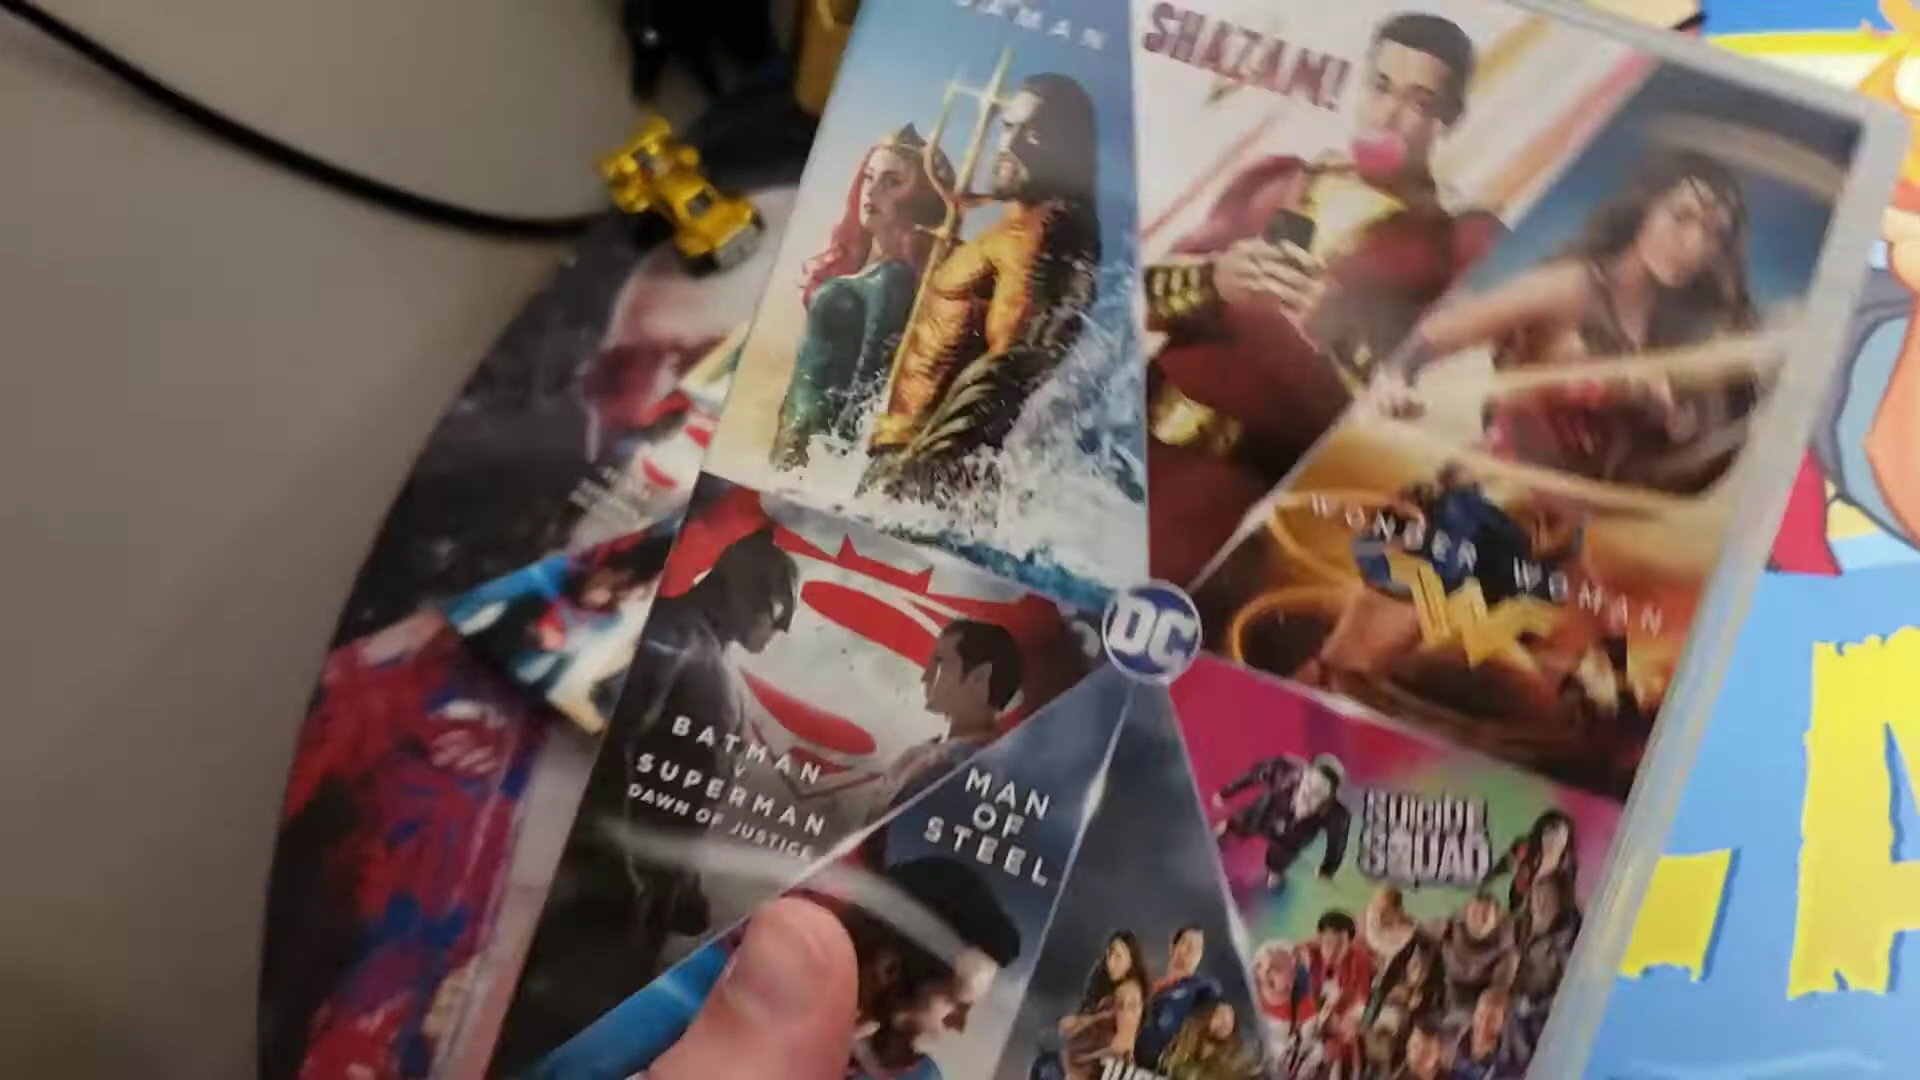 SHAZAM!
WONDER WOMAN
DC
BATMAN
V
SUPERMAN
DAWN OF JUSTICE
MAN
OF
STEEL
SUICIDE
SQUAD